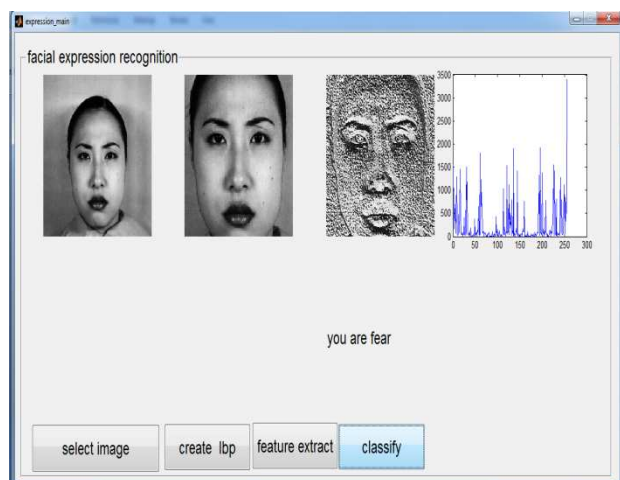 expression_main
facial expression recognition
3500
3000
2500
2000
1500
1000
500
0
0 50 100 150 200 250 300
you are fear
select image
create lbp
feature extract
classify